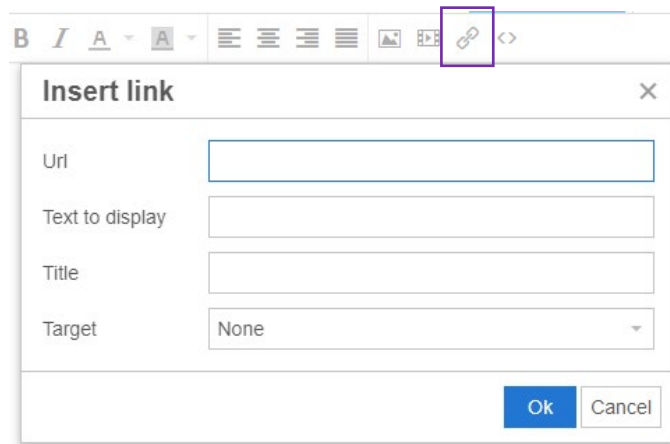 B I A A <>
Insert link ×
Url
Text to display
Title
Target None
Ok Cancel